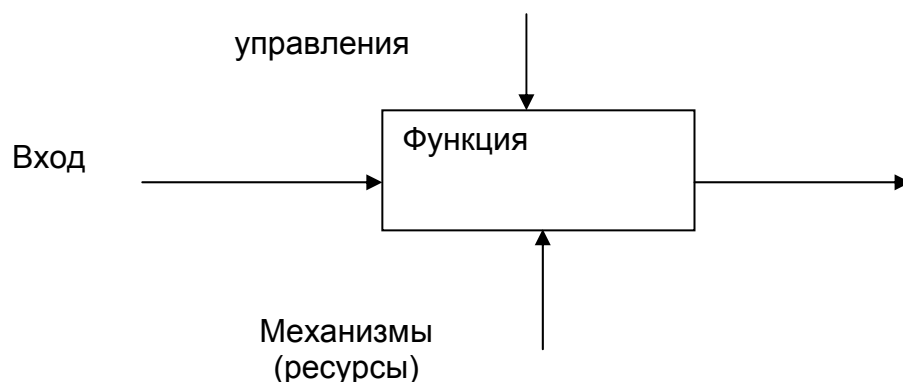 управления
Функция
Вход
Механизмы
(ресурсы)